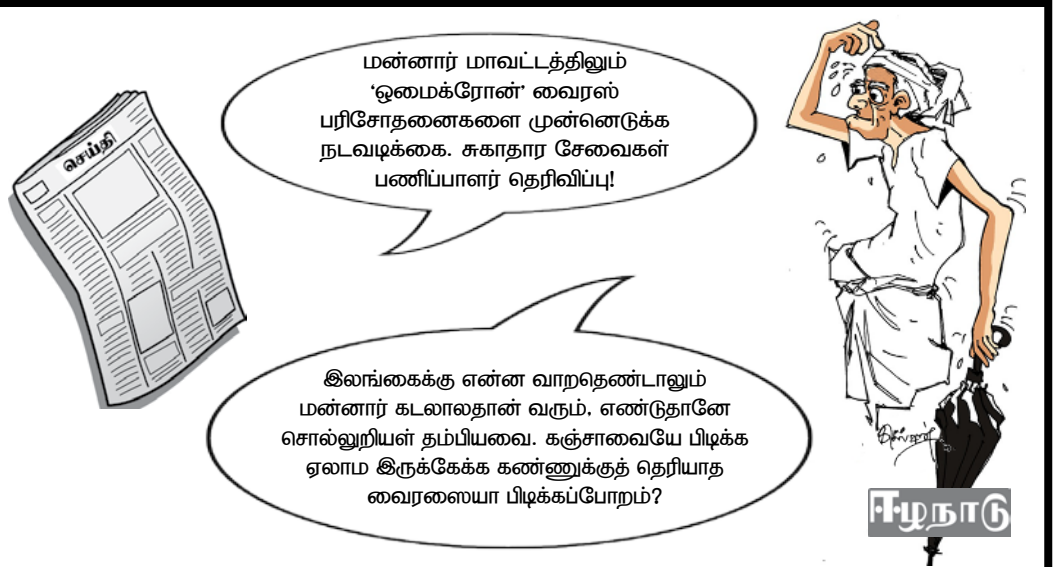 செய்தி
மன்னார் மாவட்டத்திலும்
‘ஒமைக்ரோன்’ வைரஸ்
பரிசோதனைகளை முன்னெடுக்க
நடவடிக்கை. சுகாதார சேவைகள்
பணிப்பாளர் தெரிவிப்பு!
இலங்கைக்கு என்ன வாறதெண்டாலும்
மன்னார் கடலாலதான் வரும், எண்டுதானே
சொல்லுறியள் தம்பியவை. கஞ்சாவையே பிடிக்க
ஏலாம இருக்கேக்க கண்ணுக்குத் தெரியாத
வைரஸையா பிடிக்கப்போறம்?
ஈழநாடு